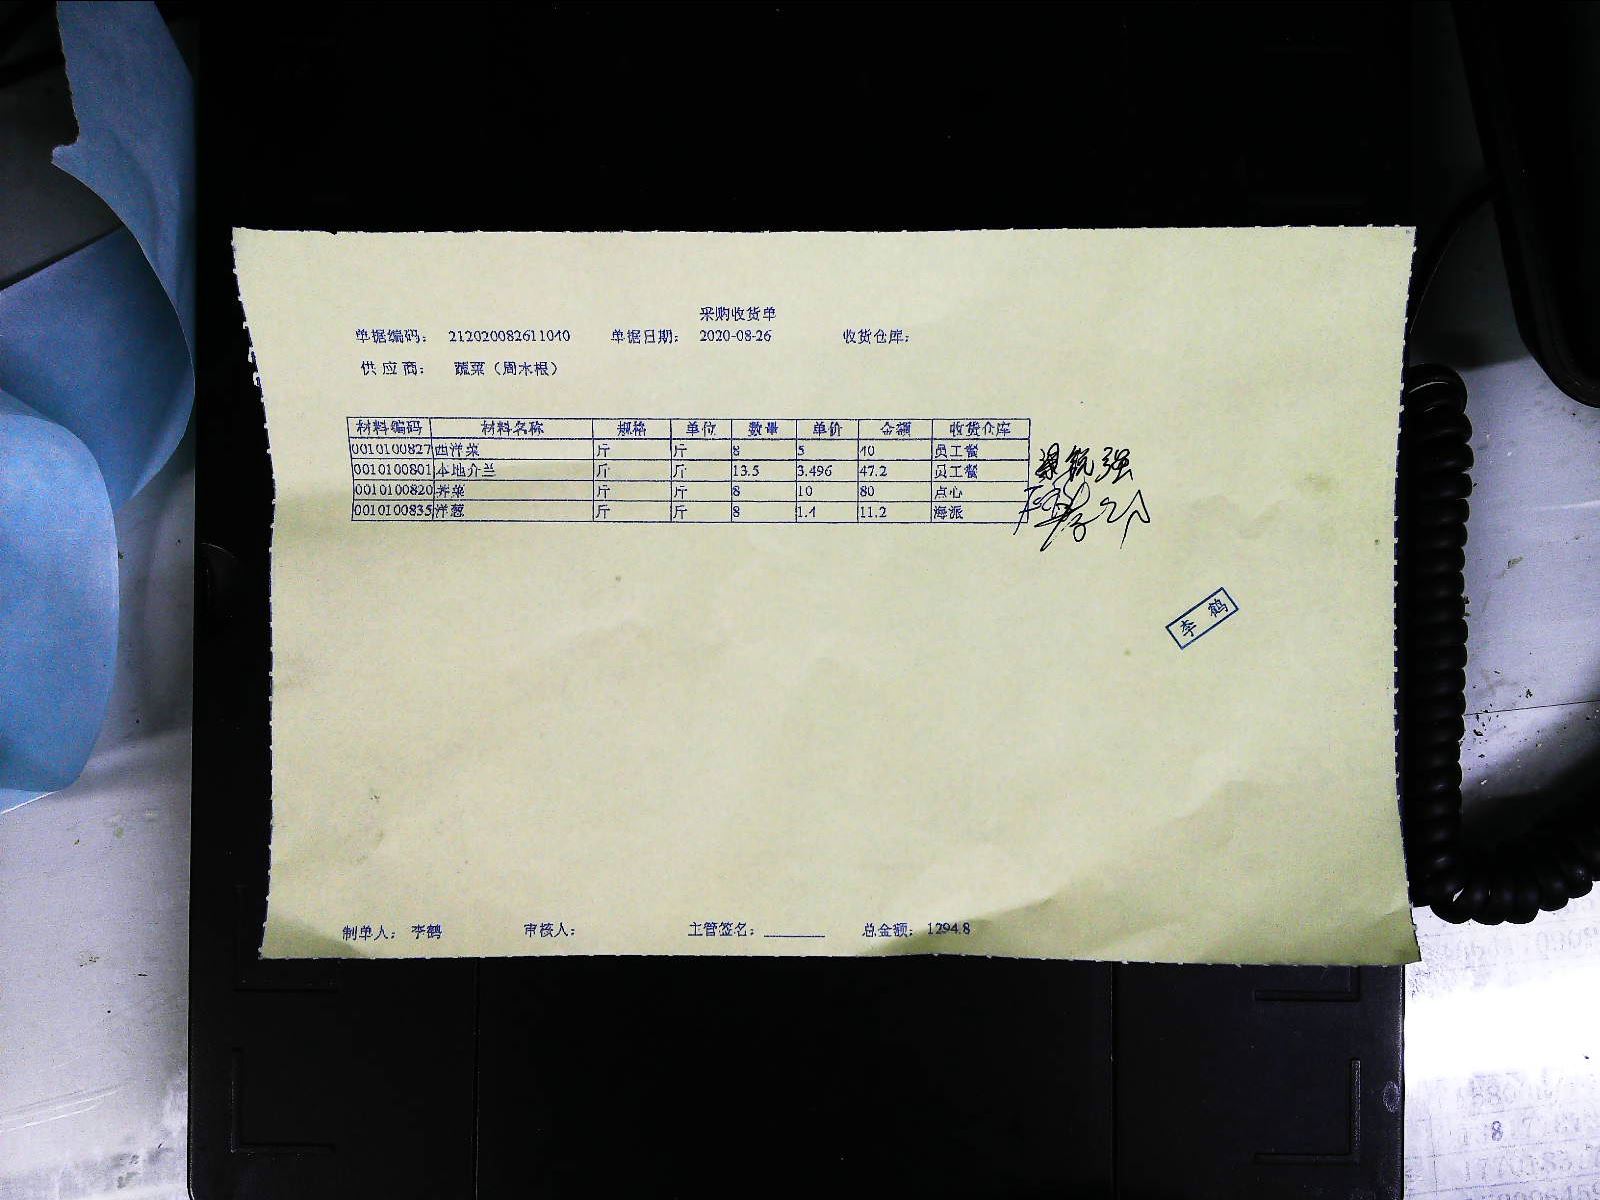 采购收货单
单据编码： 212020082611040 单据日期： 2020-08-26 收货仓库：
供应商： 蔬菜（周木根）
材料编码 材料名称 规格 单位 数量 单价 金额 收货仓库
0010100827 西洋菜 斤 斤 8 5 40 员工餐
0010100801 本地介兰 斤 斤 13.5 3.496 47.2 员工餐
0010100820 荠菜 斤 斤 8 10 80 点心
0010100835 洋葱 斤 斤 8 1.4 11.2 海派
李鹤
制单人： 李鹤 审核人： 主管签名： 总金额： 1294.8